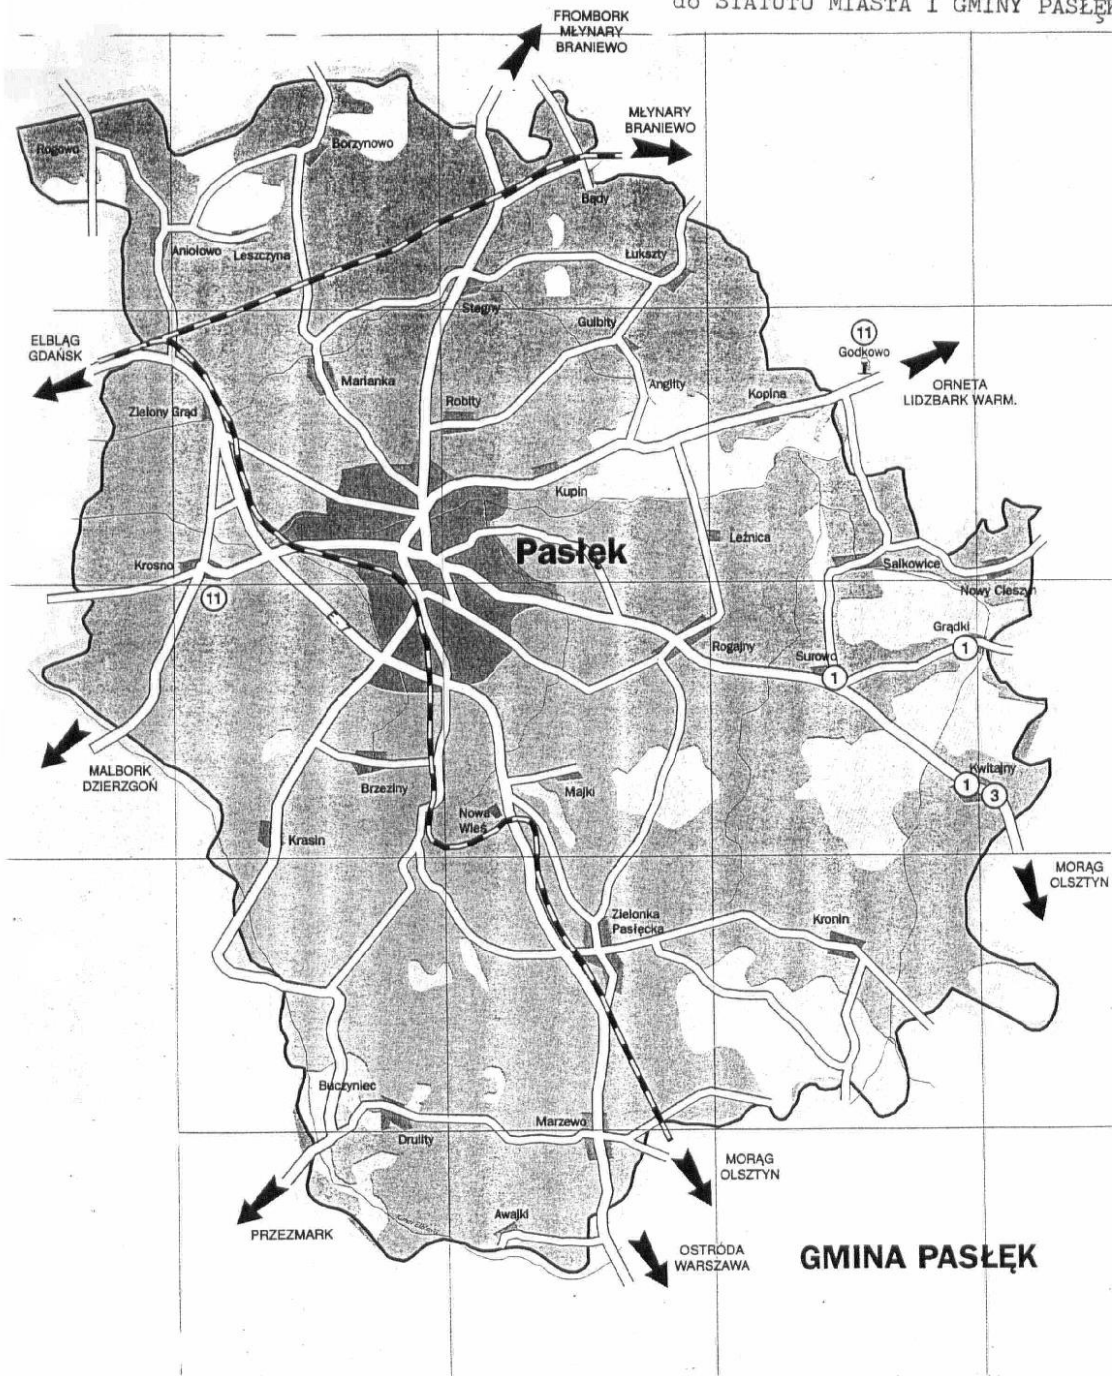 do STATUTU MIASTA I GMINY PASŁĘK
FROMBORK
MŁYNARY
BRANIEWO
MŁYNARY
BRANIEWO
Rogowo
Borzynowo
Bądy
Aniołowo
Leszczyna
Łukszty
Stegny
Gulbity
ELBLĄG
GDAŃSK
11
Godkowo
ORNETA
LIDZBARK WARM.
Marianka
Anglity
Robity
Kopina
Zielony Grąd
Kupin
Pasłęk
Leżnica
Krosno
11
Sałkowice
Nowy Cieszyn
Grądki
1
Rogajny
Surowo
1
MALBORK
DZIERZGOŃ
Brzeziny
Majki
Kwitajny
1
3
Nowa
Wieś
Krasin
MORĄG
OLSZTYN
Zielonka
Pasłęcka
Kronin
Buczyniec
Drulity
Marzewo
MORĄG
OLSZTYN
PRZEZMARK
Awajki
OSTRÓDA
WARSZAWA
GMINA PASŁĘK